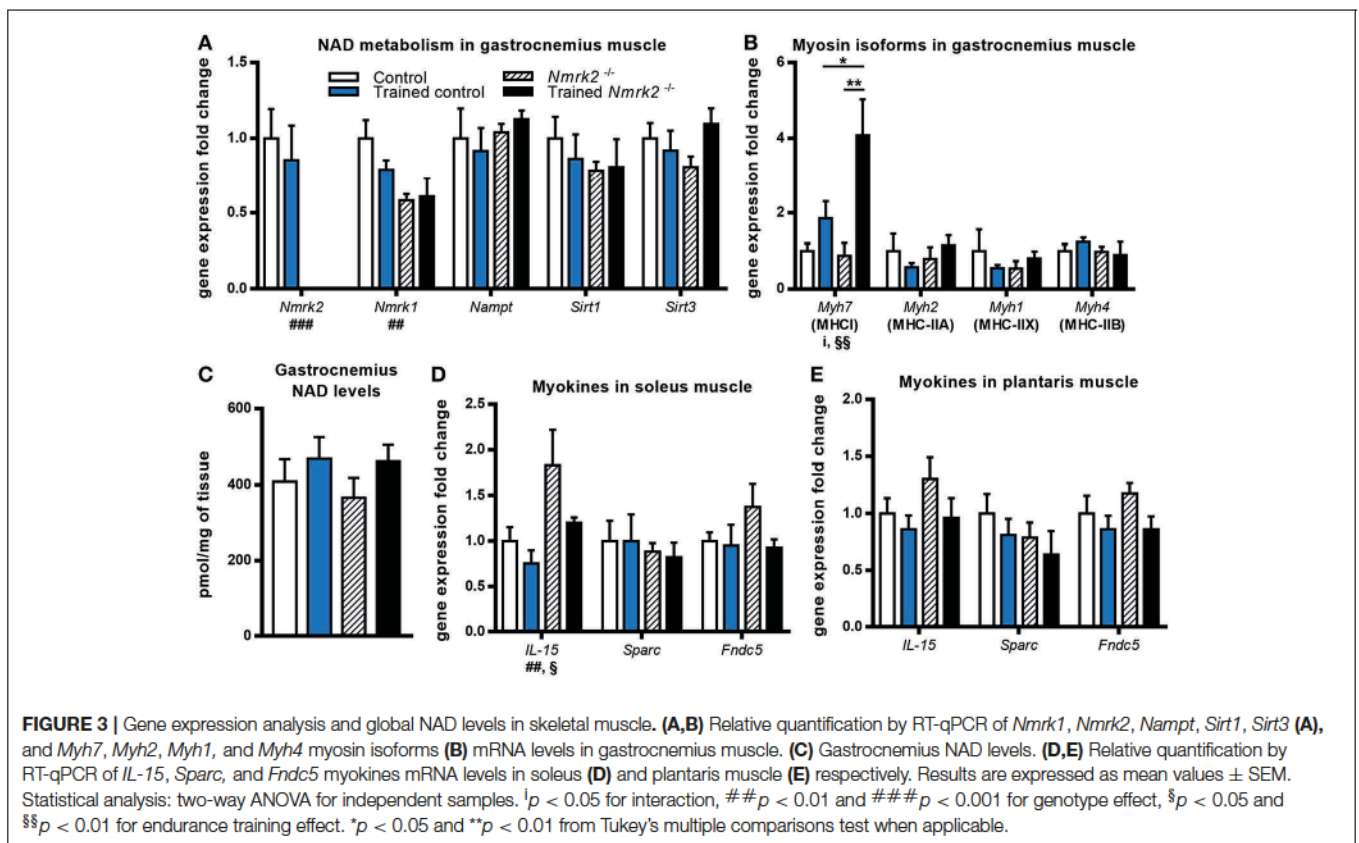 A
NAD metabolism in gastrocnemius muscle
gene expression fold change
1.5
1.0
0.5
0.0
Control
Trained control
Nmrk2 -/-
Trained Nmrk2 -/-
Nmrk2
###
Nmrk1
##
Nampt
Sirt1
Sirt3
B
Myosin isoforms in gastrocnemius muscle
gene expression fold change
6
4
2
0
*
**
Myh7
(MHCI)
i, §§
Myh2
(MHC-IIA)
Myh1
(MHC-IIX)
Myh4
(MHC-IIB)
C
Gastrocnemius
NAD levels
pmol/mg of tissue
600
400
200
0
D
Myokines in soleus muscle
gene expression fold change
2.5
2.0
1.5
1.0
0.5
0.0
IL-15
##, §
Sparc
Fndc5
E
Myokines in plantaris muscle
gene expression fold change
2.0
1.5
1.0
0.5
0.0
IL-15
Sparc
Fndc5
FIGURE 3 | Gene expression analysis and global NAD levels in skeletal muscle. (A,B) Relative quantification by RT-qPCR of Nmrk1, Nmrk2, Nampt, Sirt1, Sirt3 (A),
and Myh7, Myh2, Myh1, and Myh4 myosin isoforms (B) mRNA levels in gastrocnemius muscle. (C) Gastrocnemius NAD levels. (D,E) Relative quantification by
RT-qPCR of IL-15, Sparc, and Fndc5 myokines mRNA levels in soleus (D) and plantaris muscle (E) respectively. Results are expressed as mean values ± SEM.
Statistical analysis: two-way ANOVA for independent samples. ip < 0.05 for interaction, ##p < 0.01 and ###p < 0.001 for genotype effect, §p < 0.05 and
§§p < 0.01 for endurance training effect. *p < 0.05 and **p < 0.01 from Tukey's multiple comparisons test when applicable.